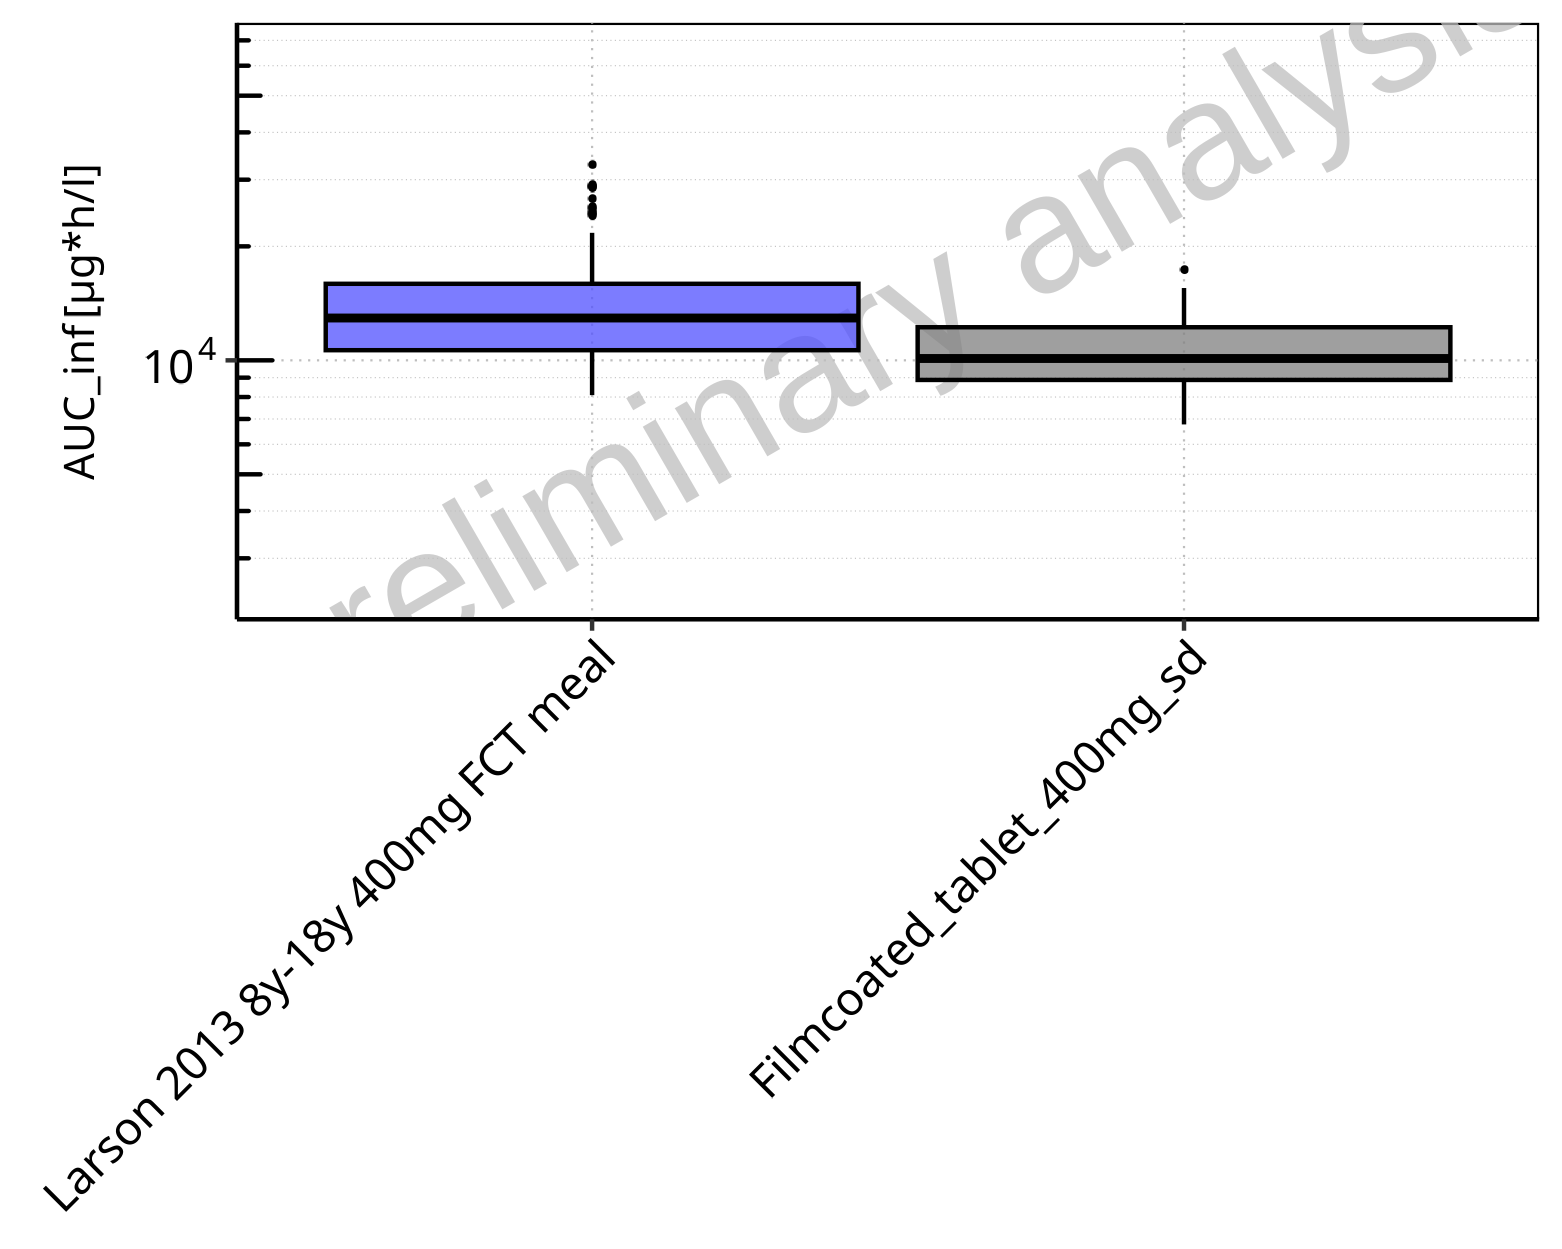 AUC_inf [µg*h/l]
10⁴
reliminary analysis
Larson 2013 8y-18y 400mg FCT meal
Filmcoated_tablet_400mg_sd